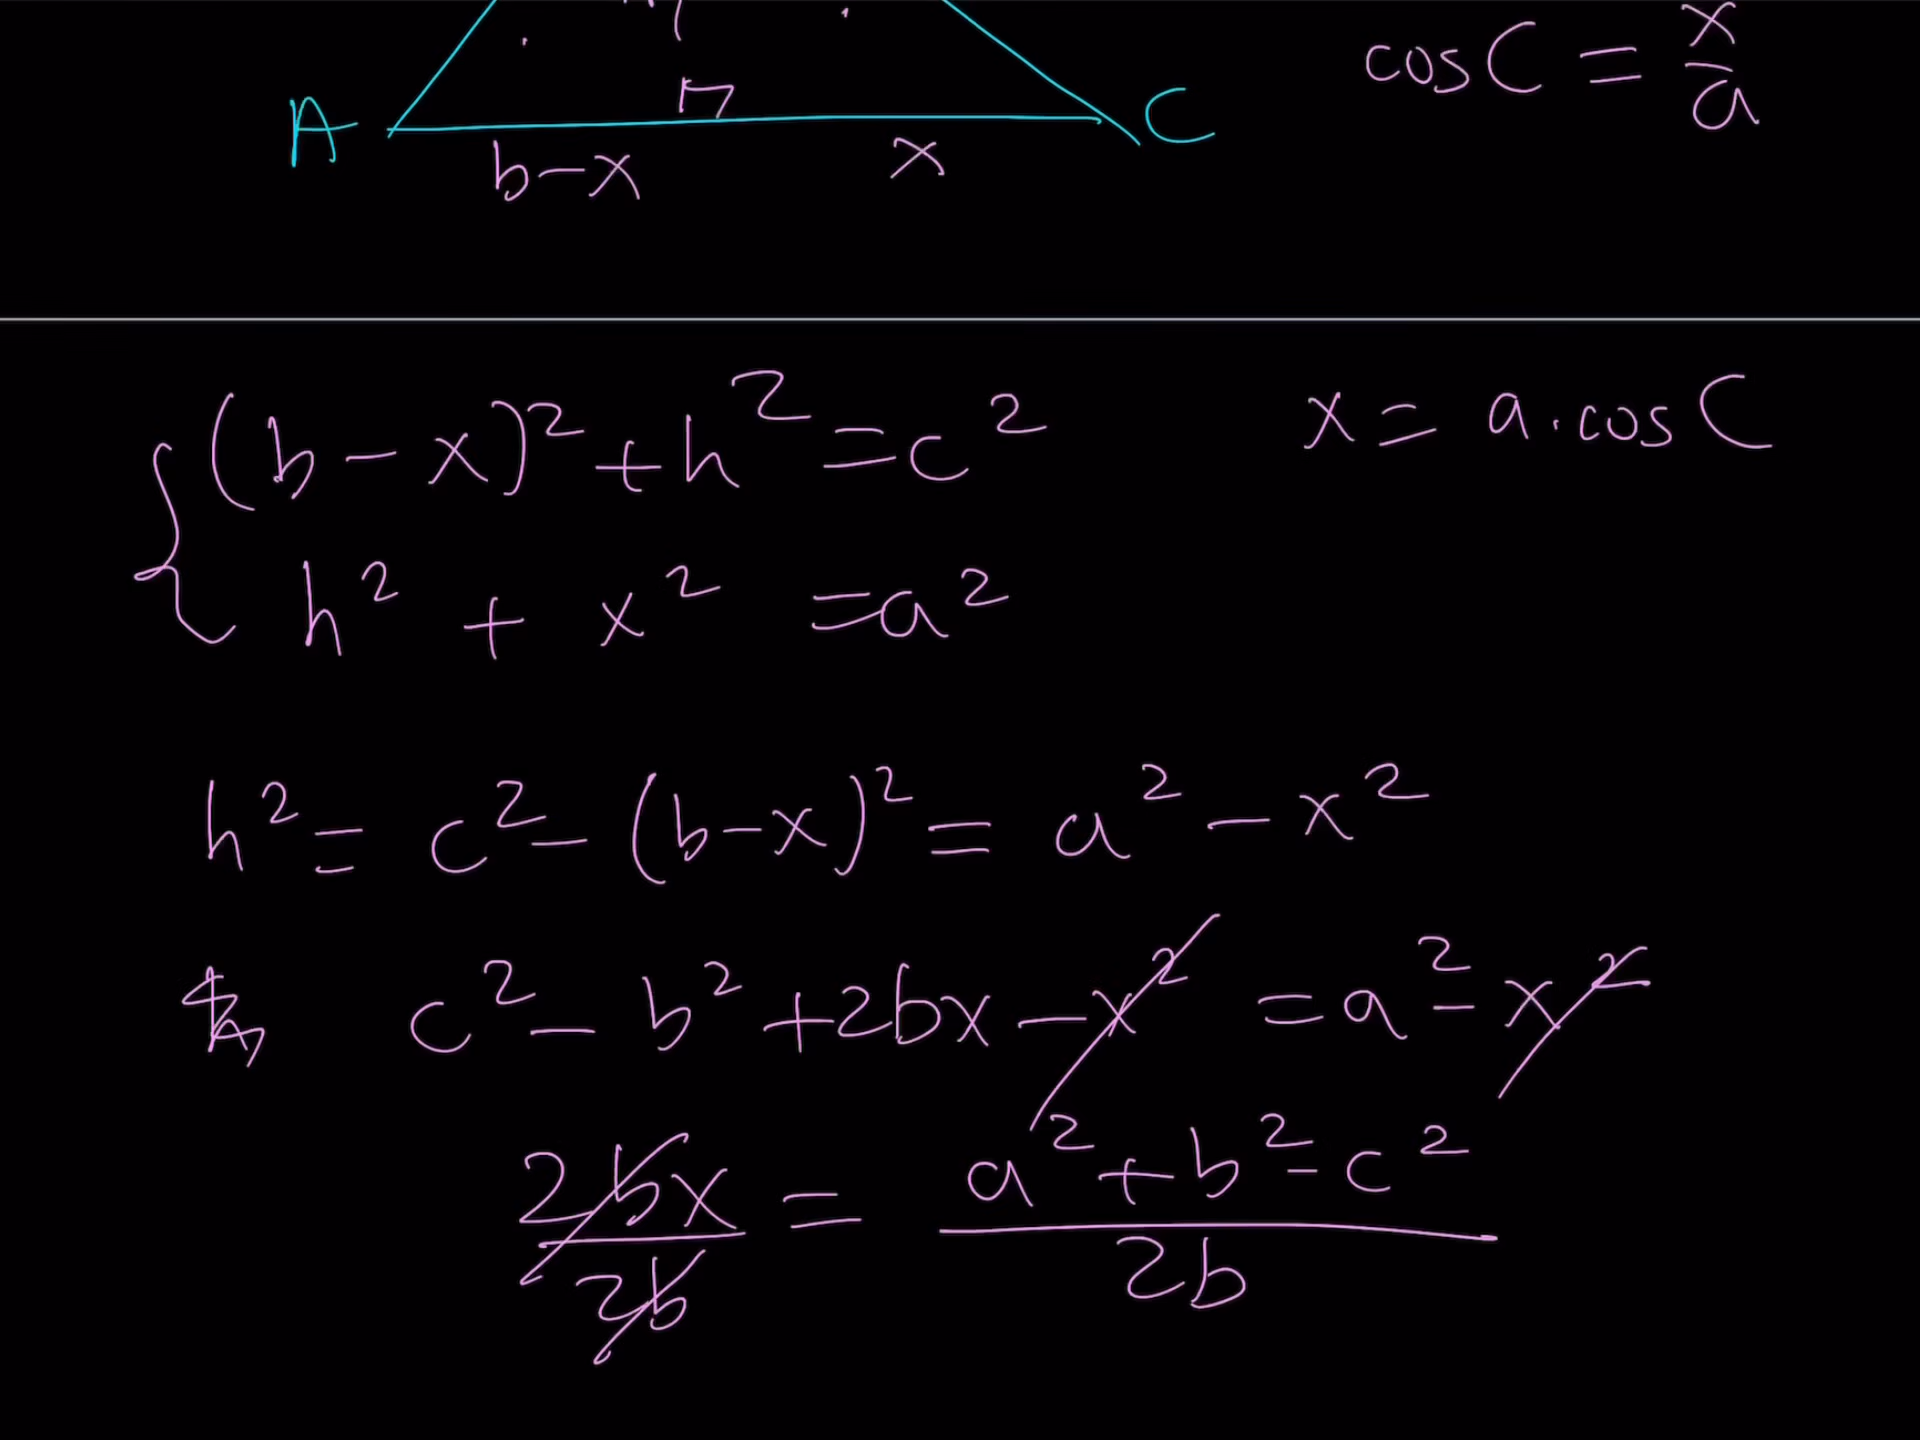 cos C = x/a
A
C
b-x
x
(b-x)² + h² = c²
x = a·cos C
h² + x² = a²
h² = c² - (b-x)² = a² - x²
c² - b² + 2bx - x² = a² - x²
2bx/2b = (a² + b² - c²)/2b